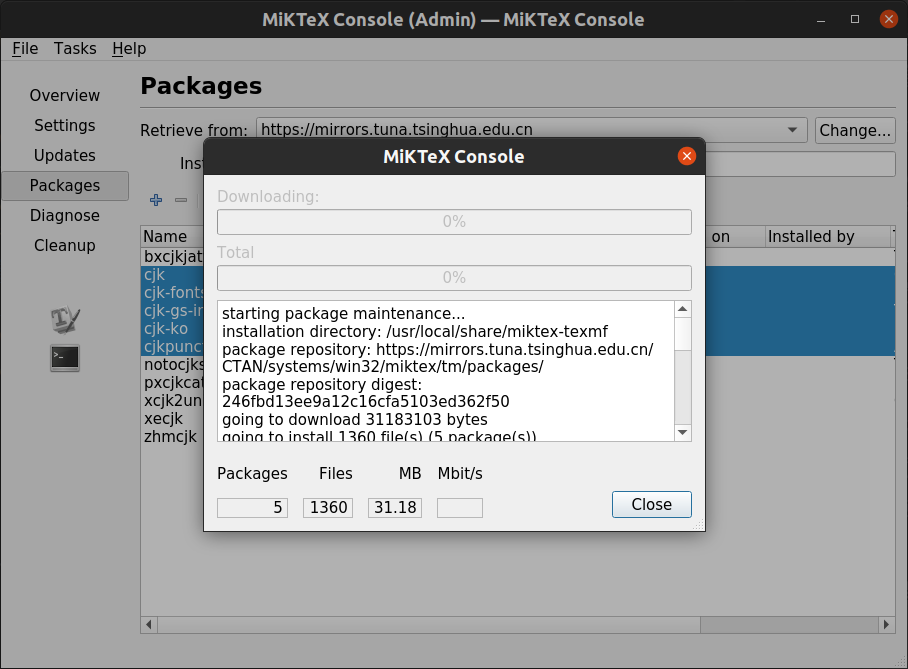 MiKTeX Console (Admin) — MiKTeX Console
File Tasks Help
Overview
Settings
Updates
Packages
Diagnose
Cleanup
Packages
Retrieve from: https://mirrors.tuna.tsinghua.edu.cn Change...
Name on Installed by
bxcjkjat
cjk
cjk-fonts
cjk-gs-in
cjk-ko
cjkpunct
notocjks
pxcjkcat
xcjk2un
xecjk
zhmcjk
MiKTeX Console
Downloading:
0%
Total
0%
starting package maintenance...
installation directory: /usr/local/share/miktex-texmf
package repository: https://mirrors.tuna.tsinghua.edu.cn/
CTAN/systems/win32/miktex/tm/packages/
package repository digest:
246fbd13ee9a12c16cfa5103ed362f50
going to download 31183103 bytes
going to install 1360 file(s) (5 package(s))
Packages Files MB Mbit/s
5 1360 31.18
Close